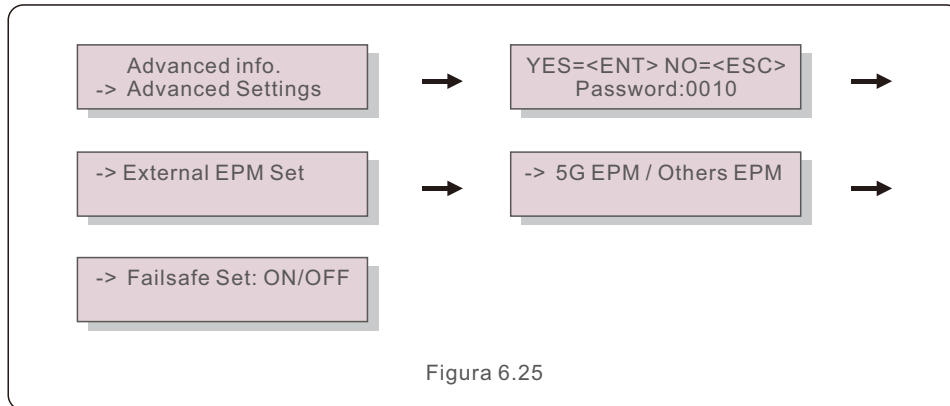 Advanced info.
-> Advanced Settings
YES=<ENT> NO=<ESC>
Password:0010
-> External EPM Set
-> 5G EPM / Others EPM
-> Failsafe Set: ON/OFF
Figura 6.25